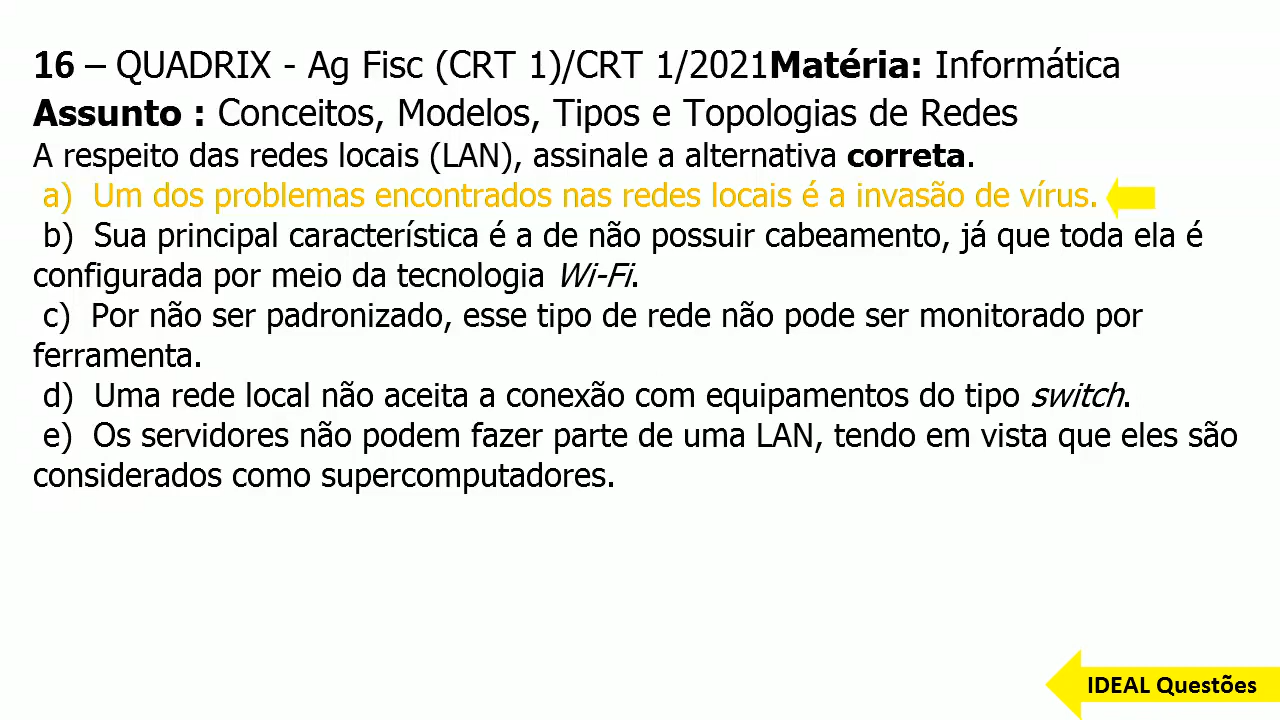 16 – QUADRIX - Ag Fisc (CRT 1)/CRT 1/2021Matéria: Informática
Assunto : Conceitos, Modelos, Tipos e Topologias de Redes
A respeito das redes locais (LAN), assinale a alternativa correta.
a) Um dos problemas encontrados nas redes locais é a invasão de vírus.
b) Sua principal característica é a de não possuir cabeamento, já que toda ela é
configurada por meio da tecnologia Wi-Fi.
c) Por não ser padronizado, esse tipo de rede não pode ser monitorado por
ferramenta.
d) Uma rede local não aceita a conexão com equipamentos do tipo switch.
e) Os servidores não podem fazer parte de uma LAN, tendo em vista que eles são
considerados como supercomputadores.
IDEAL Questões